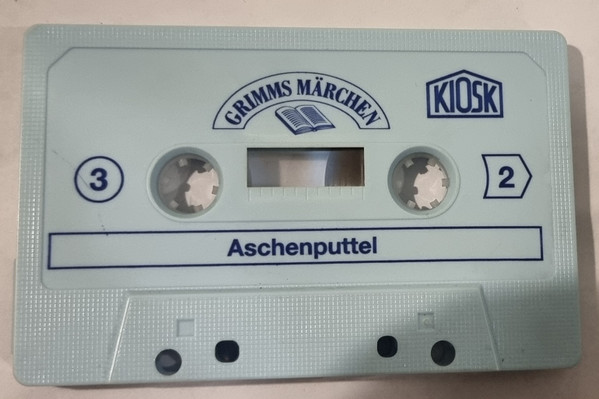 GRIMMS MÄRCHEN
KIOSK
3
2
Aschenputtel